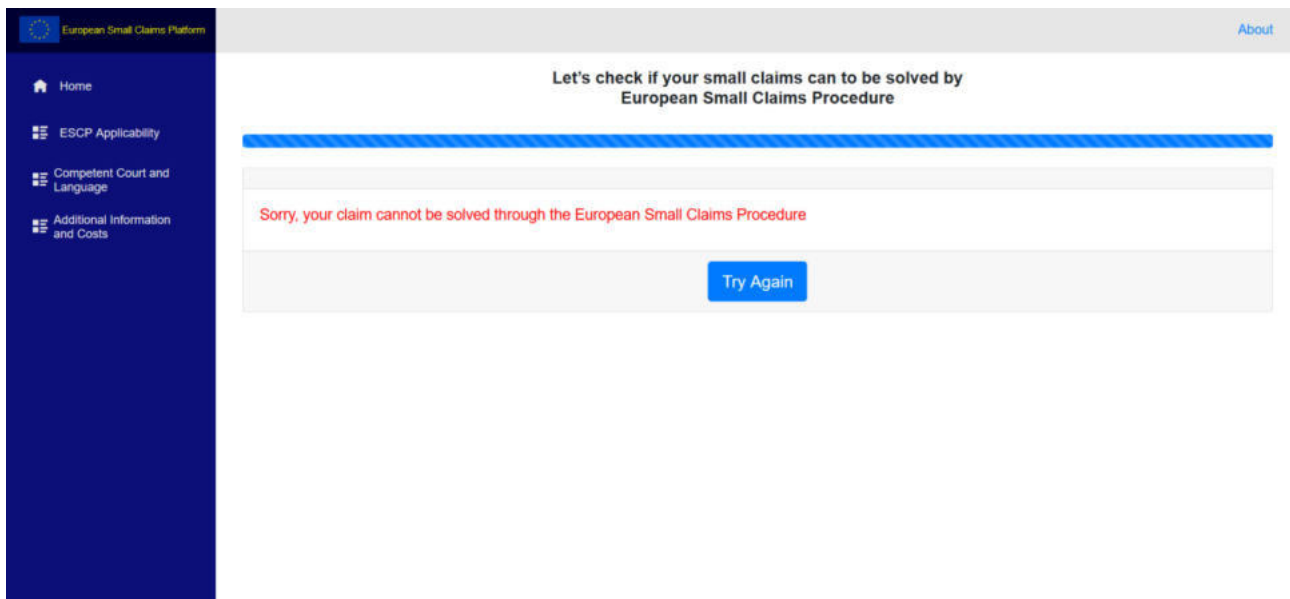 European Small Claims Platform
About
Home
ESCP Applicability
Competent Court and
Language
Additional Information
and Costs
Let's check if your small claims can to be solved by
European Small Claims Procedure
Sorry, your claim cannot be solved through the European Small Claims Procedure
Try Again